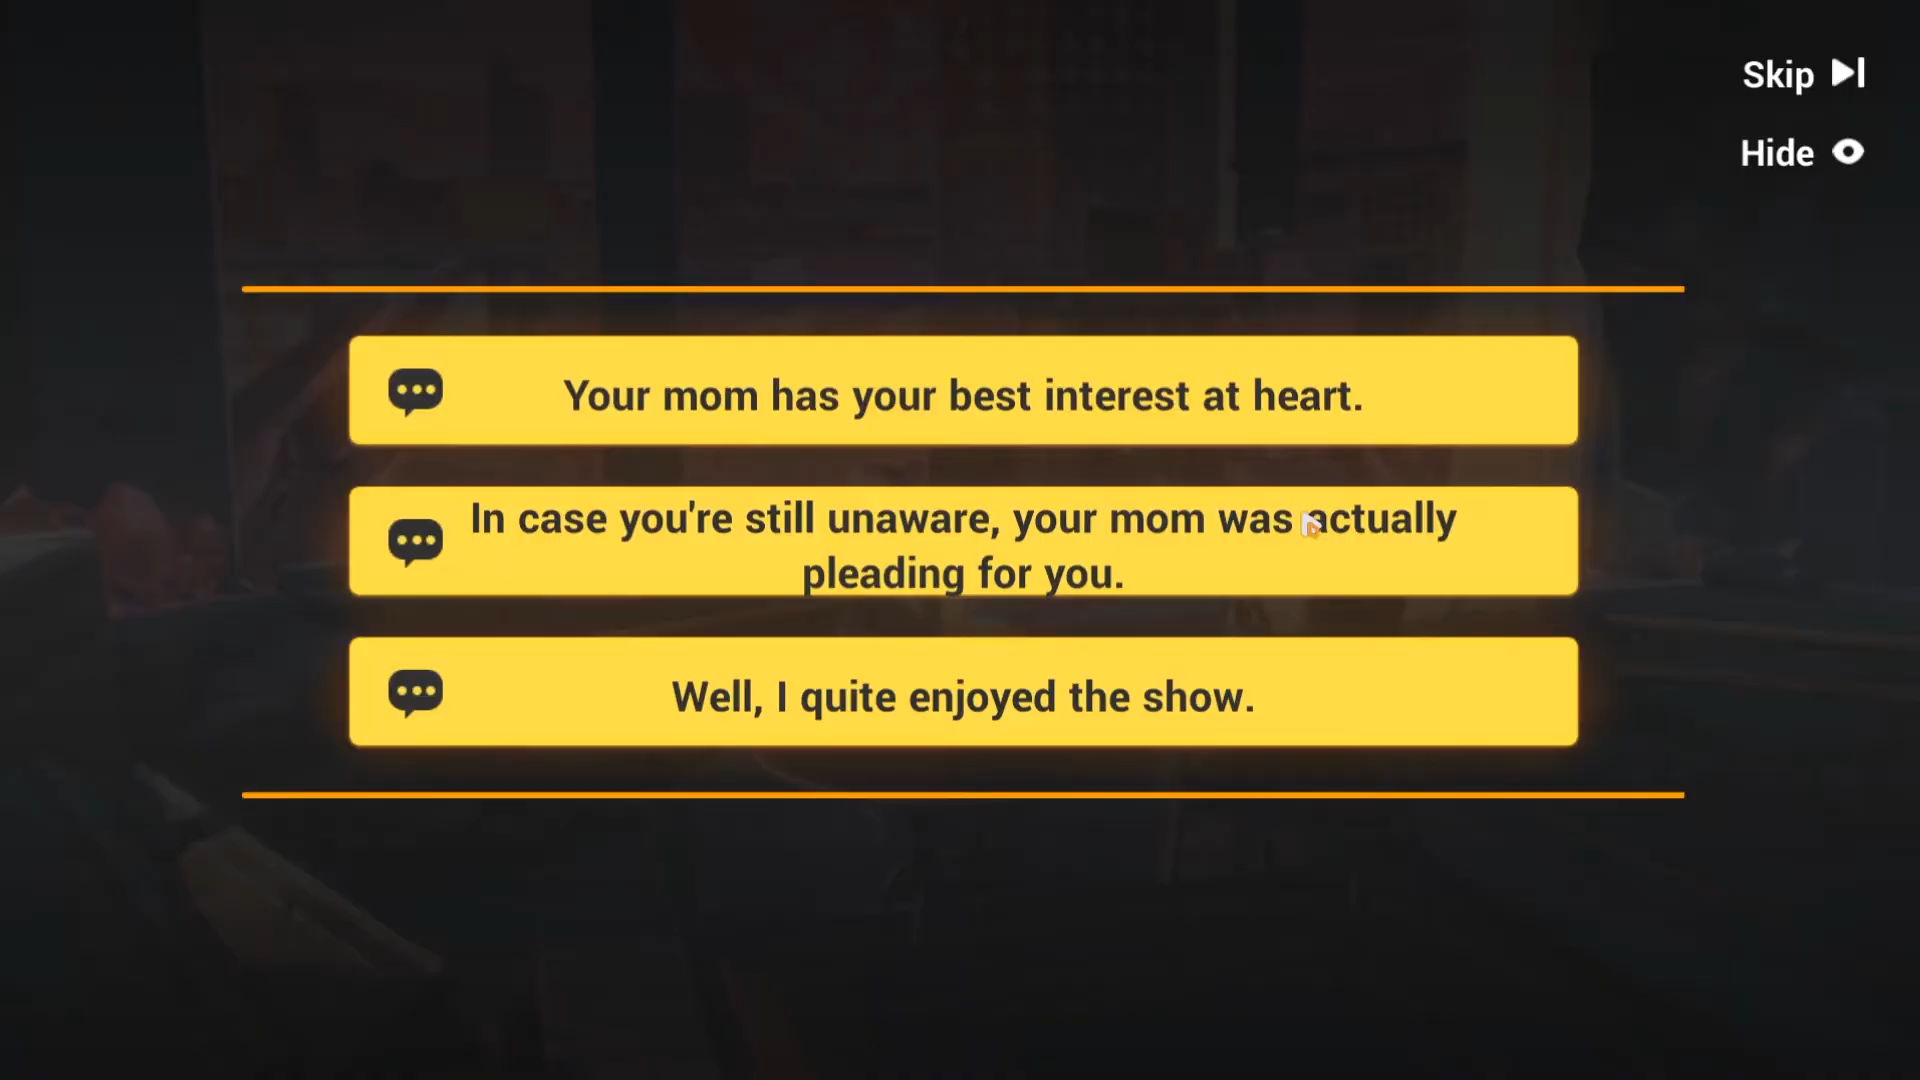 Skip
Hide
Your mom has your best interest at heart.
In case you're still unaware, your mom was actually
pleading for you.
Well, I quite enjoyed the show.